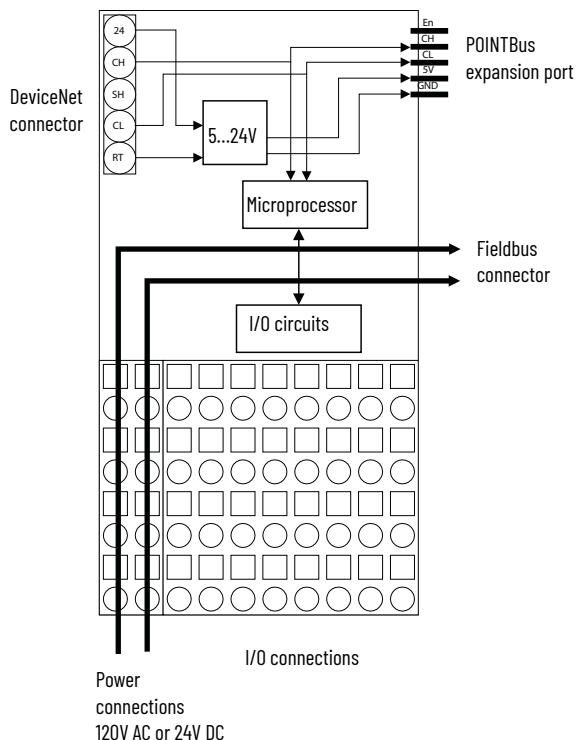 24
CH
SH
CL
RT
DeviceNet
connector
5...24V
En
CH
CL
5V
GND
POINTBus
expansion port
Microprocessor
Fieldbus
connector
I/O circuits
I/O connections
Power
connections
120V AC or 24V DC